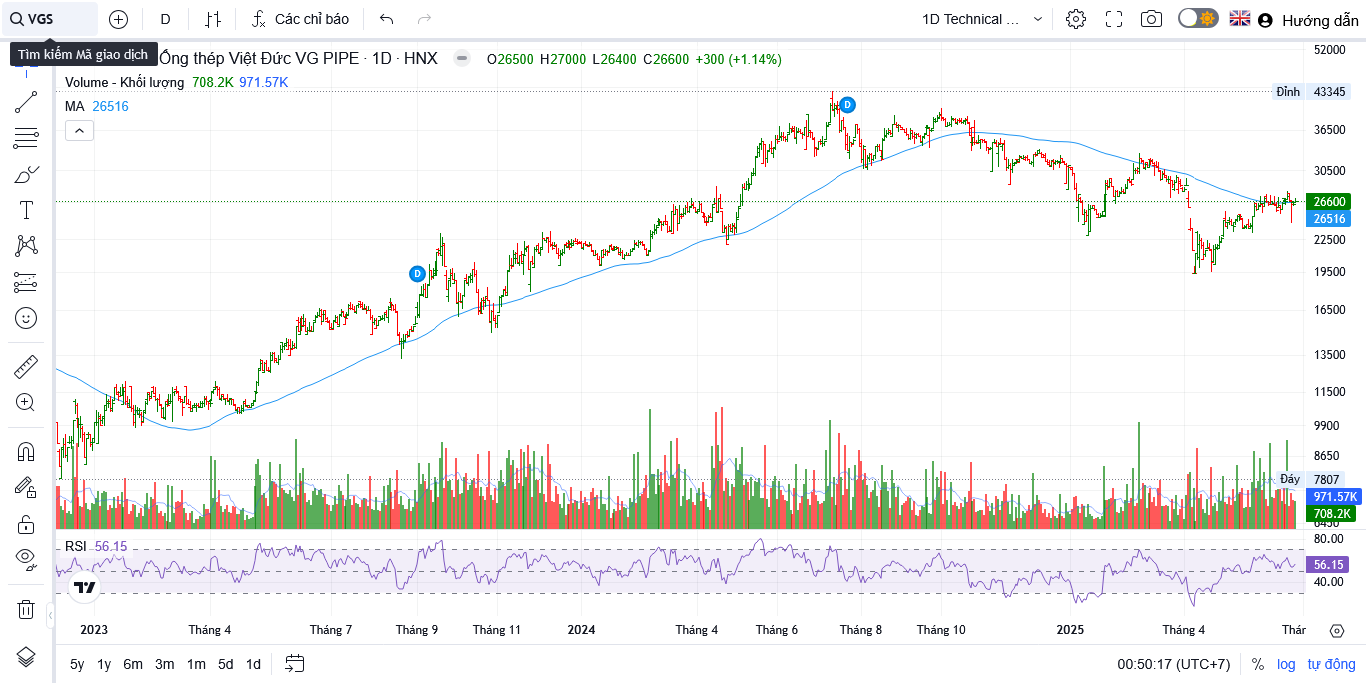 VGS D Các chỉ báo 1D Technical ... Hướng dẫn
Tìm kiếm Mã giao dịch
Ống thép Việt Đức VG PIPE · 1D · HNX O26500 H27000 L26400 C26600 +300 (+1.14%)
Volume - Khối lượng 708.2K 971.57K
MA 26516
D
D
52000
Đỉnh 43345
36500
30500
26600
26516
22500
19500
16500
13500
11500
9900
8650
Đáy 7807
971.57K
708.2K
6450
RSI 56.15
80.00
56.15
40.00
2023 Tháng 4 Tháng 7 Tháng 9 Tháng 11 2024 Tháng 4 Tháng 6 Tháng 8 Tháng 10 2025 Tháng 4 Thár
5y 1y 6m 3m 1m 5d 1d 00:50:17 (UTC+7) % log tự động